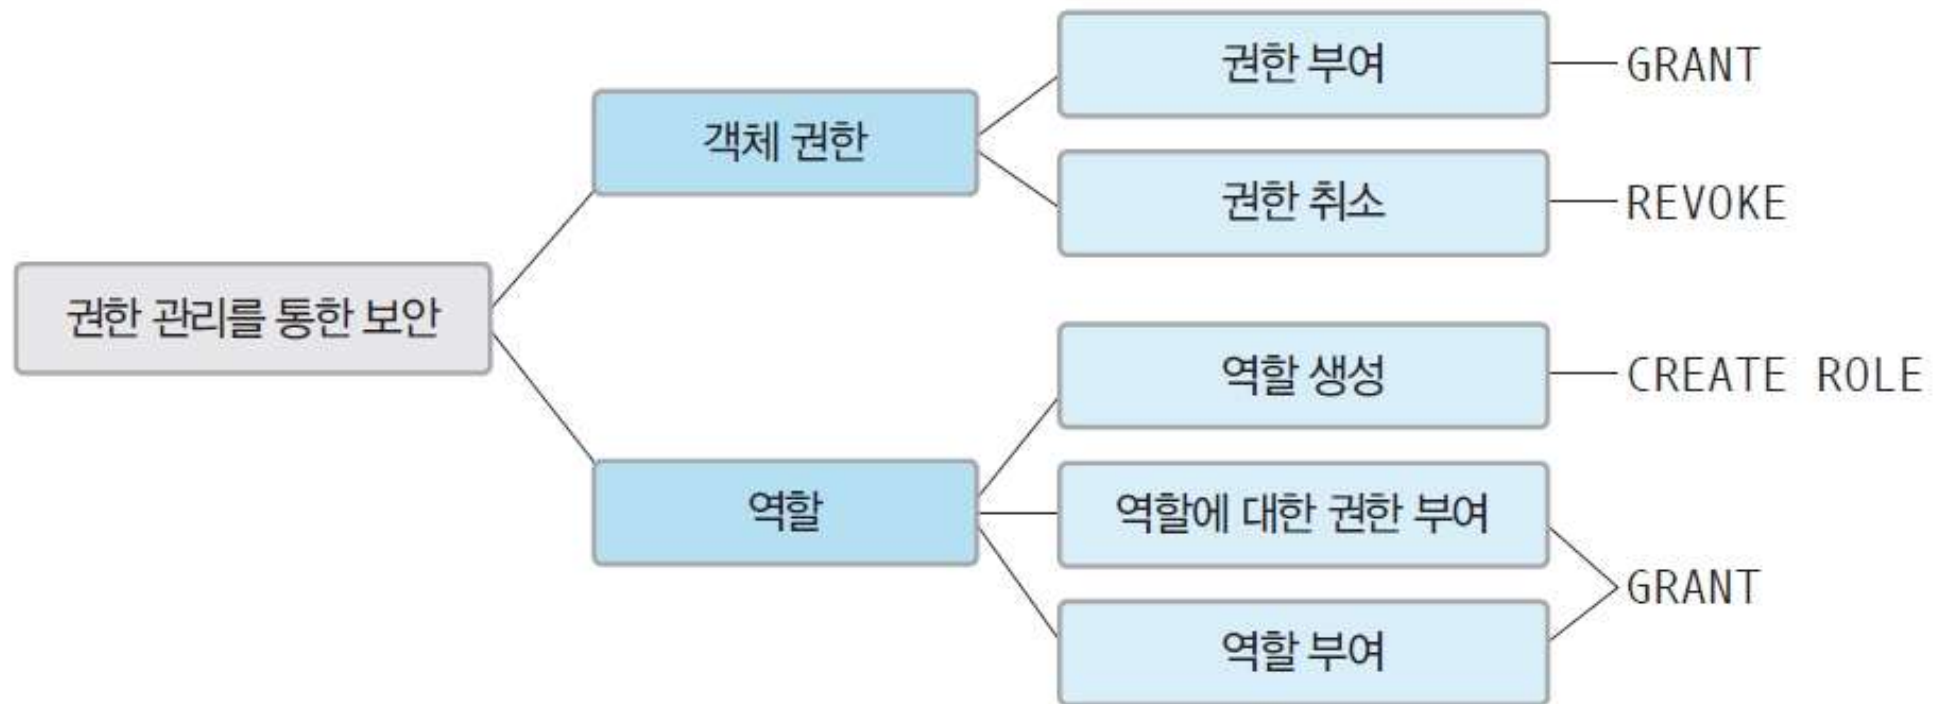 권한 부여
GRANT
객체 권한
권한 취소
REVOKE
권한 관리를 통한 보안
역할 생성
CREATE ROLE
역할
역할에 대한 권한 부여
GRANT
역할 부여